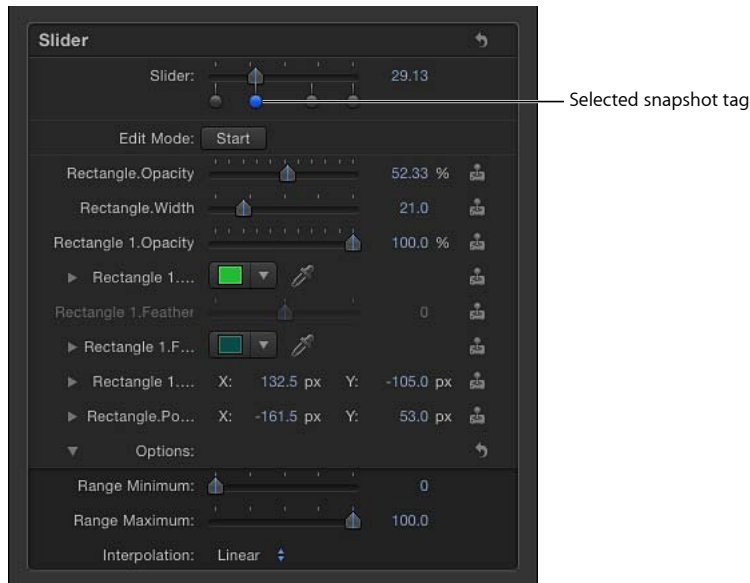 Slider
Slider: 29.13
Selected snapshot tag
Edit Mode: Start
Rectangle.Opacity 52.33 %
Rectangle.Width 21.0
Rectangle 1.Opacity 100.0 %
Rectangle 1....
Rectangle 1.Feather 0
Rectangle 1.F...
Rectangle 1.... X: 132.5 px Y: -105.0 px
Rectangle.Po... X: -161.5 px Y: 53.0 px
Options:
Range Minimum: 0
Range Maximum: 100.0
Interpolation: Linear